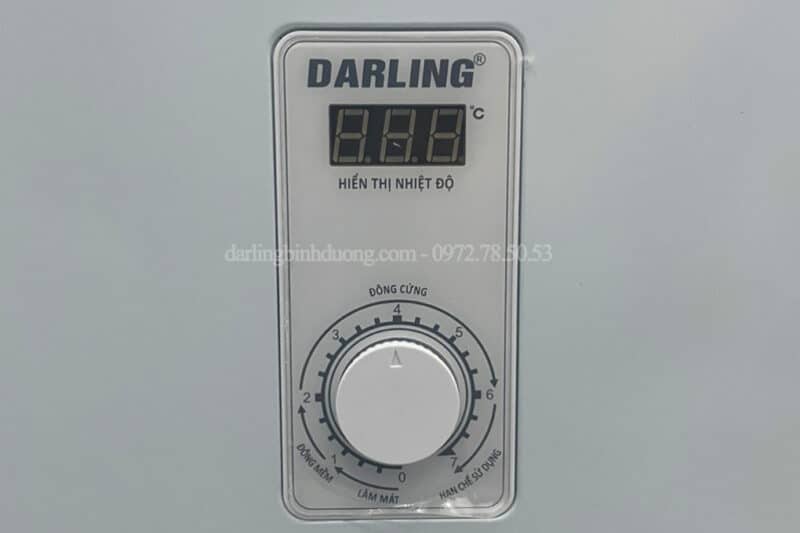 DARLING®
°C
HIỂN THỊ NHIỆT ĐỘ
darlingbinhduong.com - 0972.78.50.53
ĐÔNG CỨNG
4
3
5
2
6
1
7
0
ĐÔNG MỀM
LÀM MÁT
HẠN CHẾ SỬ DỤNG